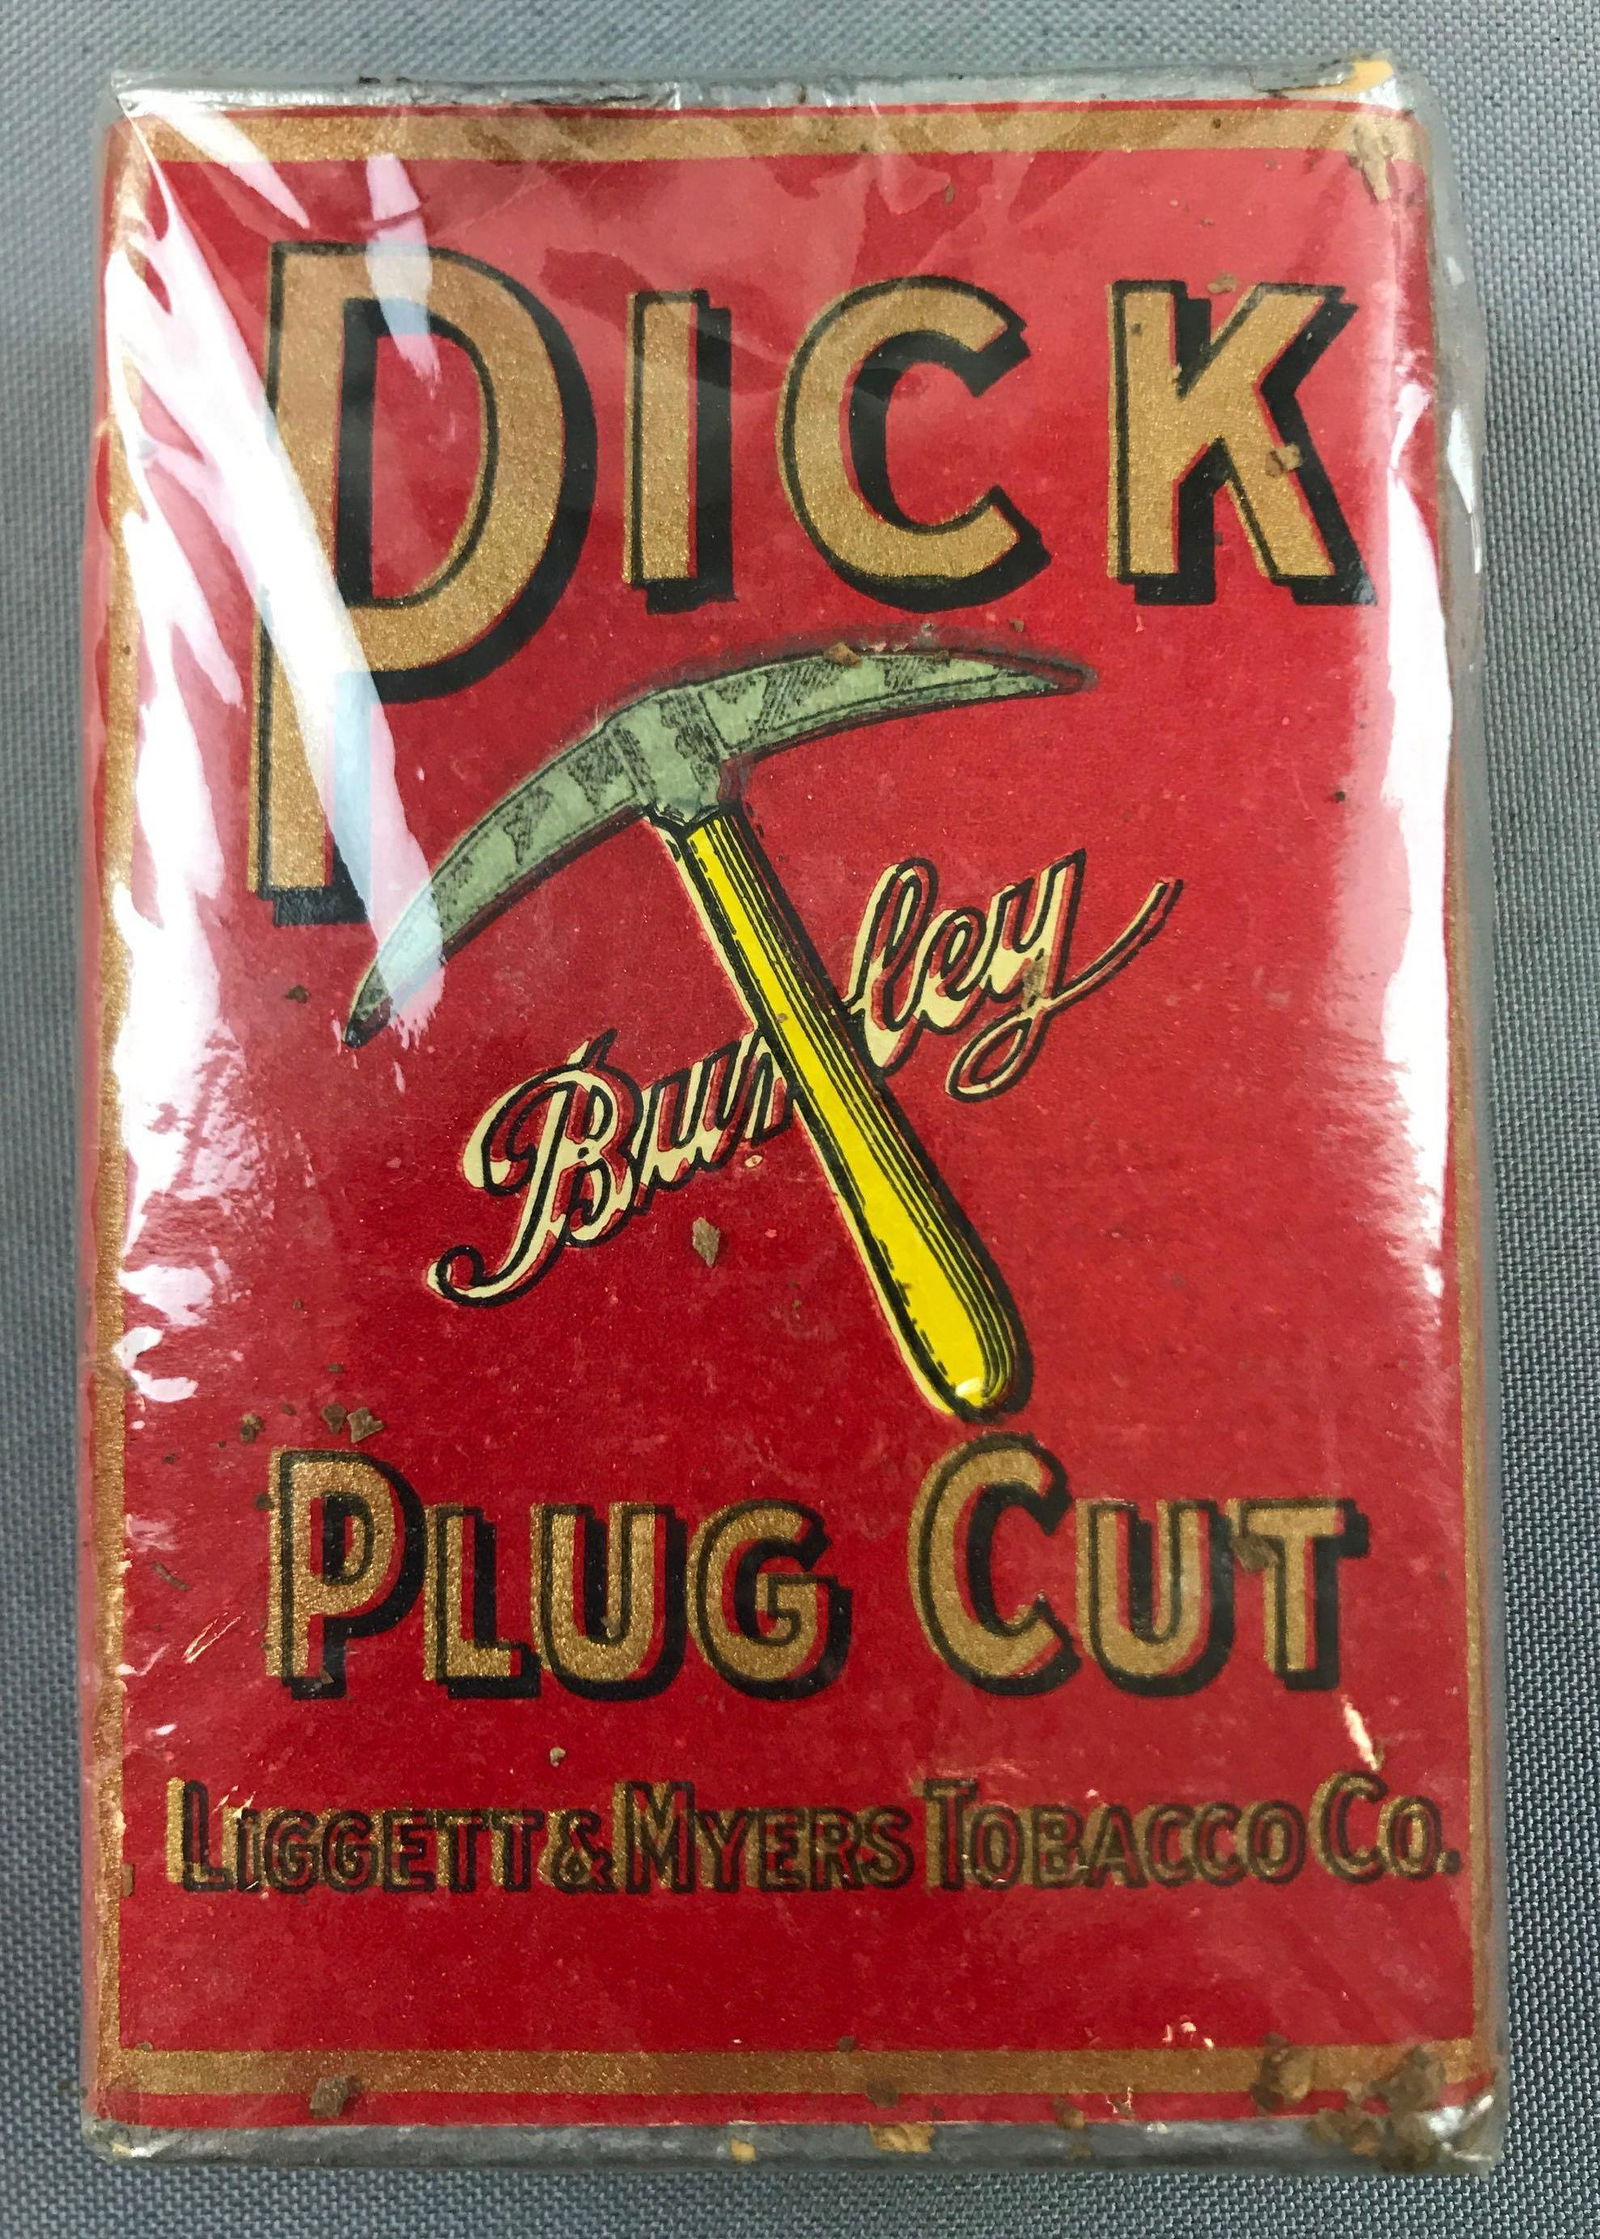 PICK
Burley
PLUG CUT
LIGGETT & MYERS TOBACCO CO.